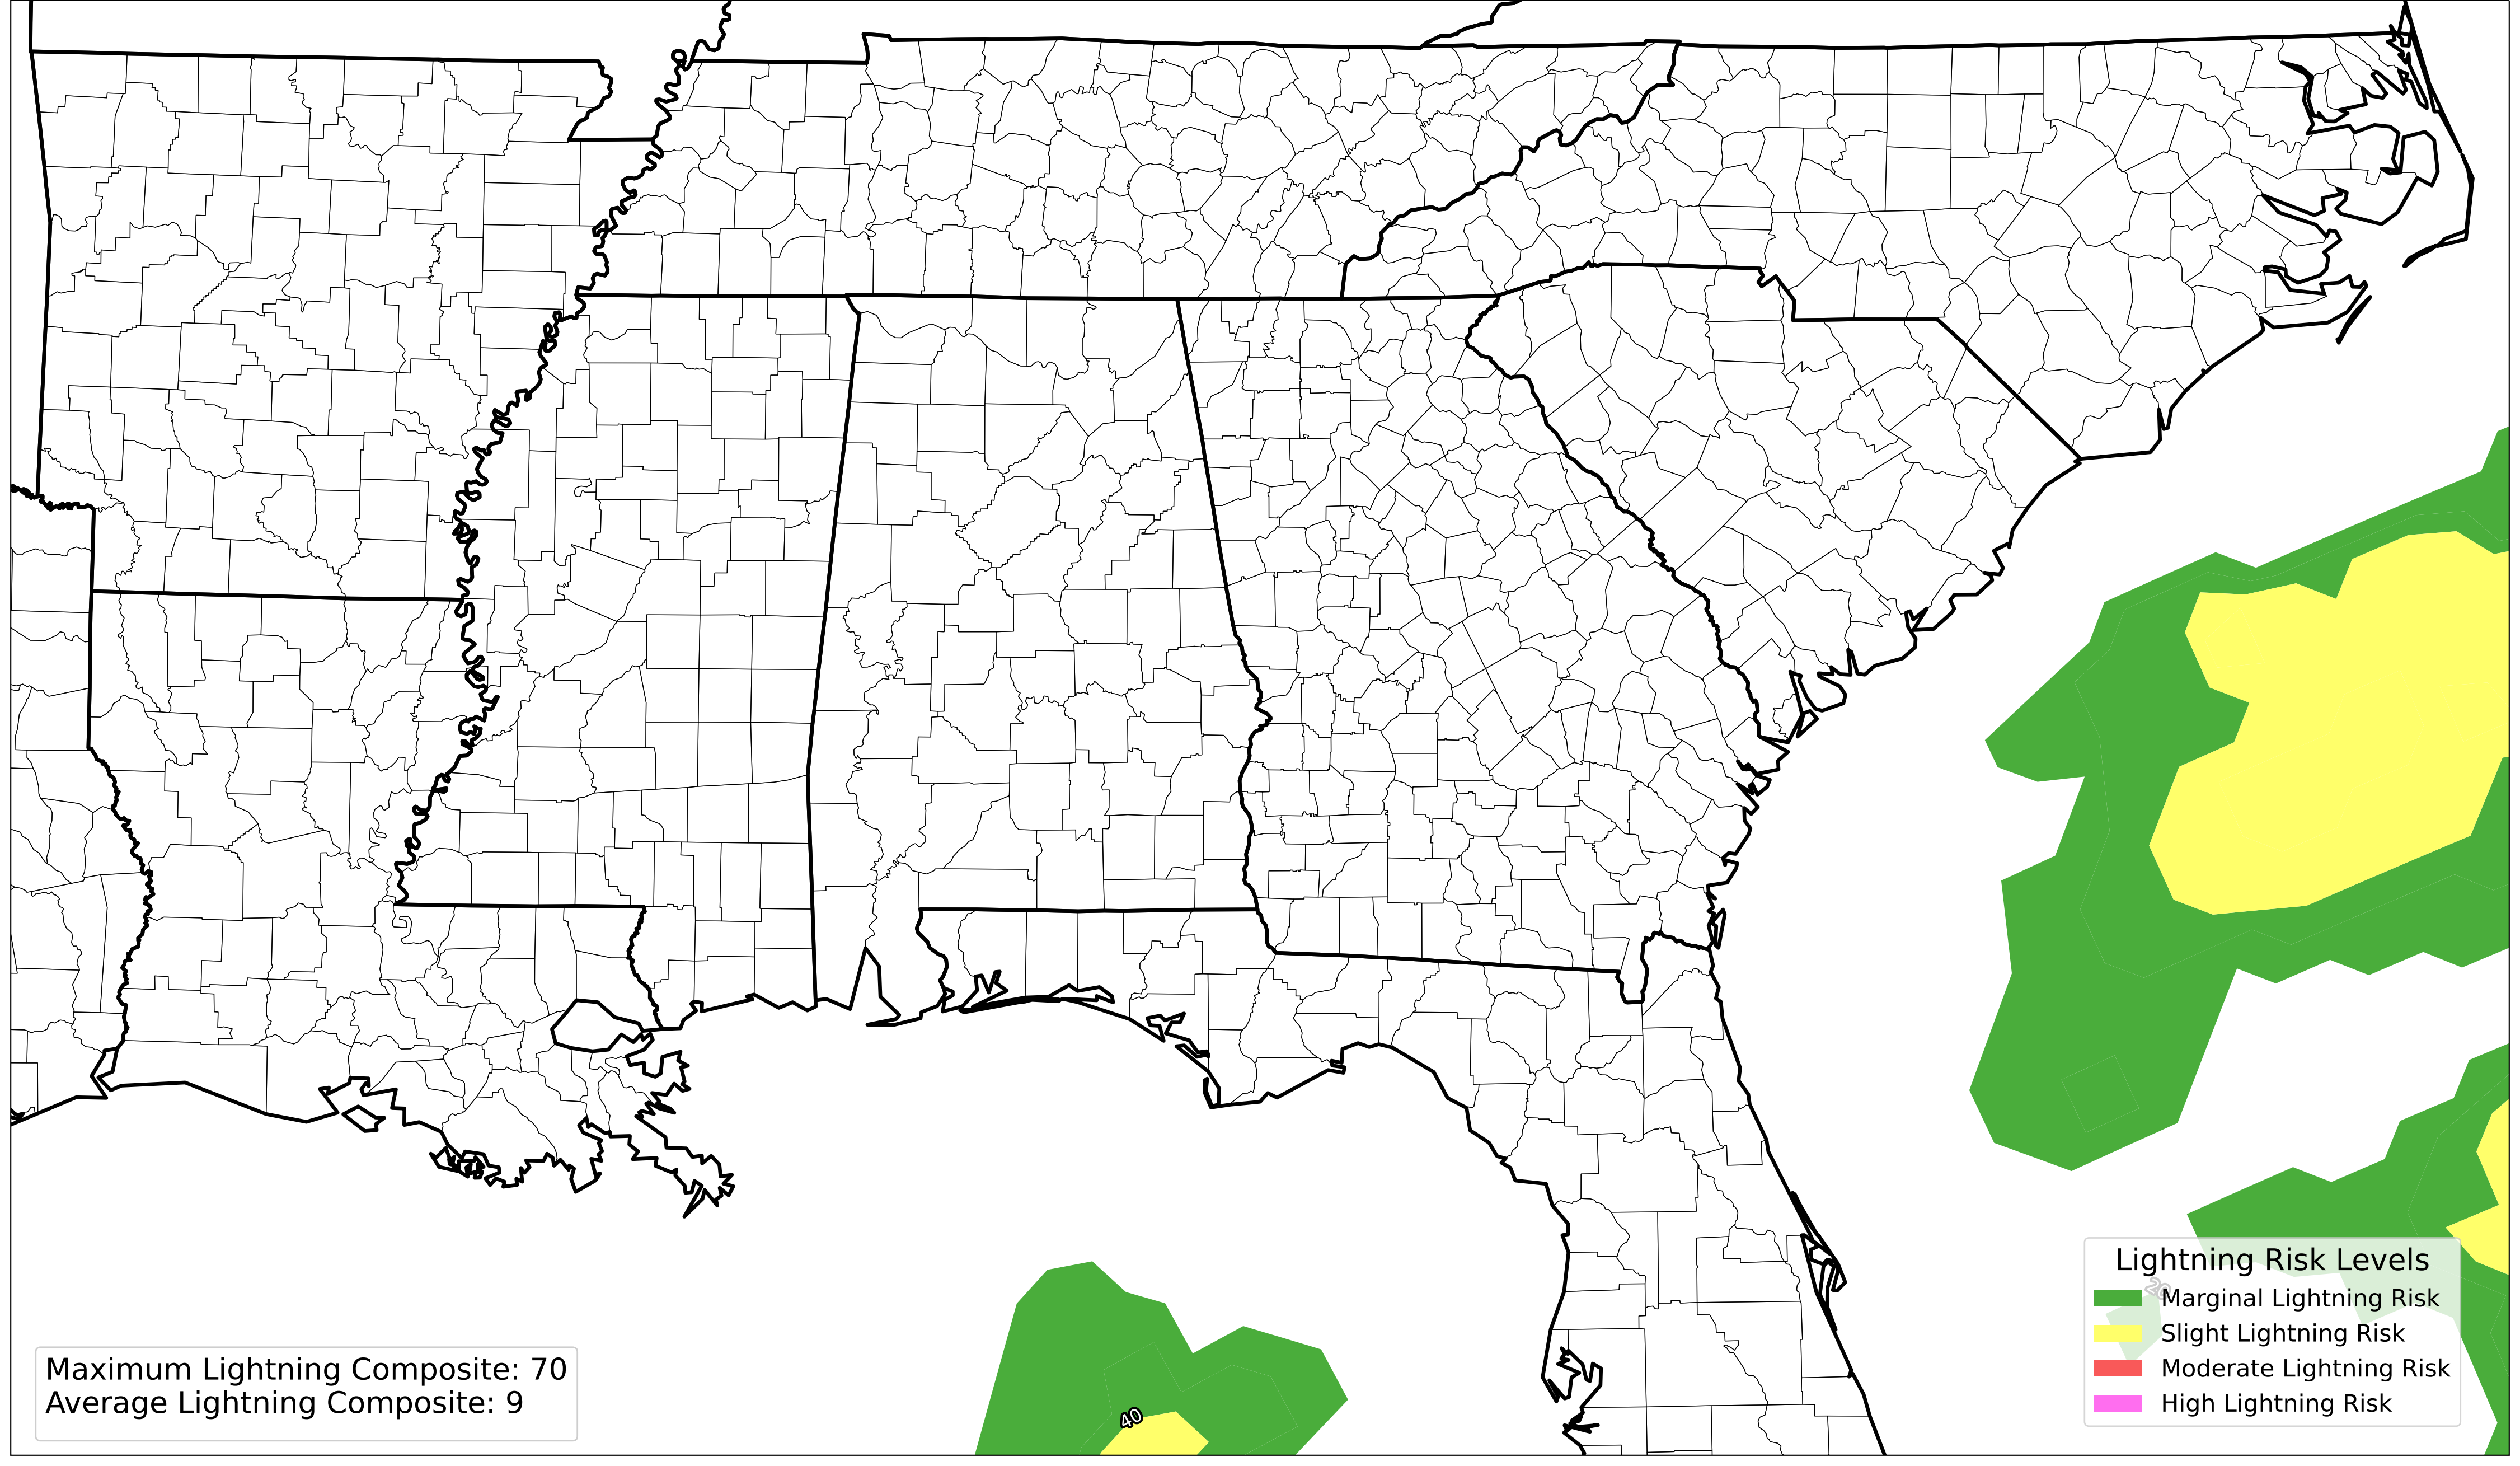 Lightning Risk Levels
20
Marginal Lightning Risk
Slight Lightning Risk
Moderate Lightning Risk
High Lightning Risk
Maximum Lightning Composite: 70
Average Lightning Composite: 9
40